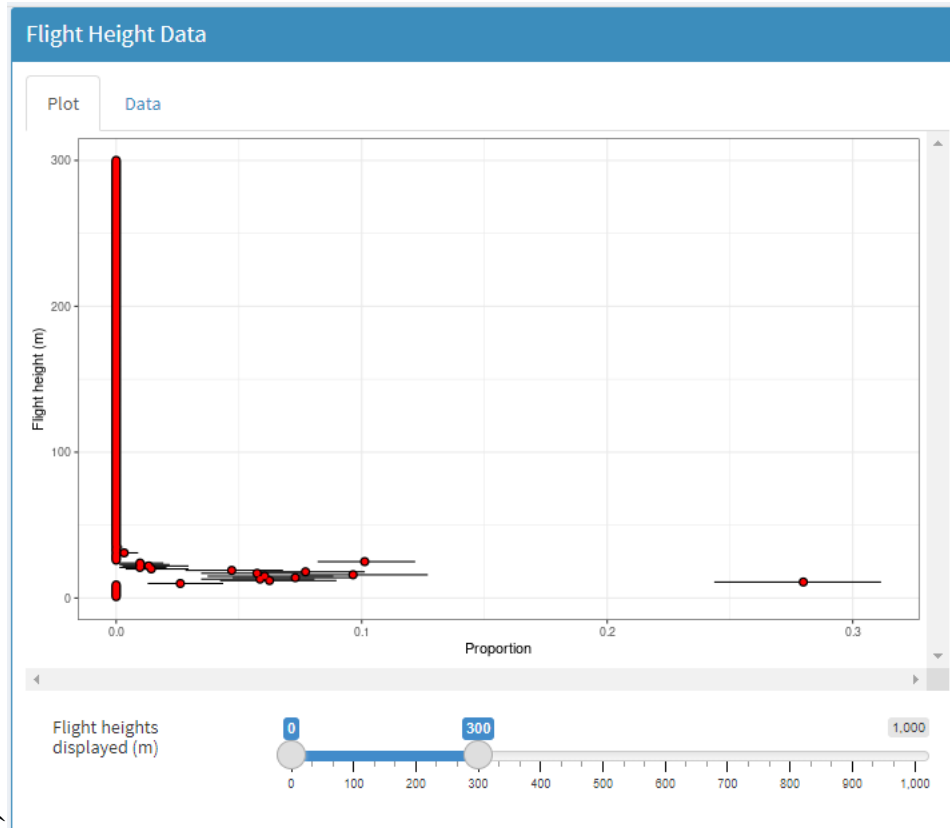 Flight Height Data
Plot Data
300
200
100
0
Flight height (m)
0.0 0.1 0.2 0.3
Proportion
Flight heights
displayed (m)
0 300 1,000
0 100 200 300 400 500 600 700 800 900 1,000